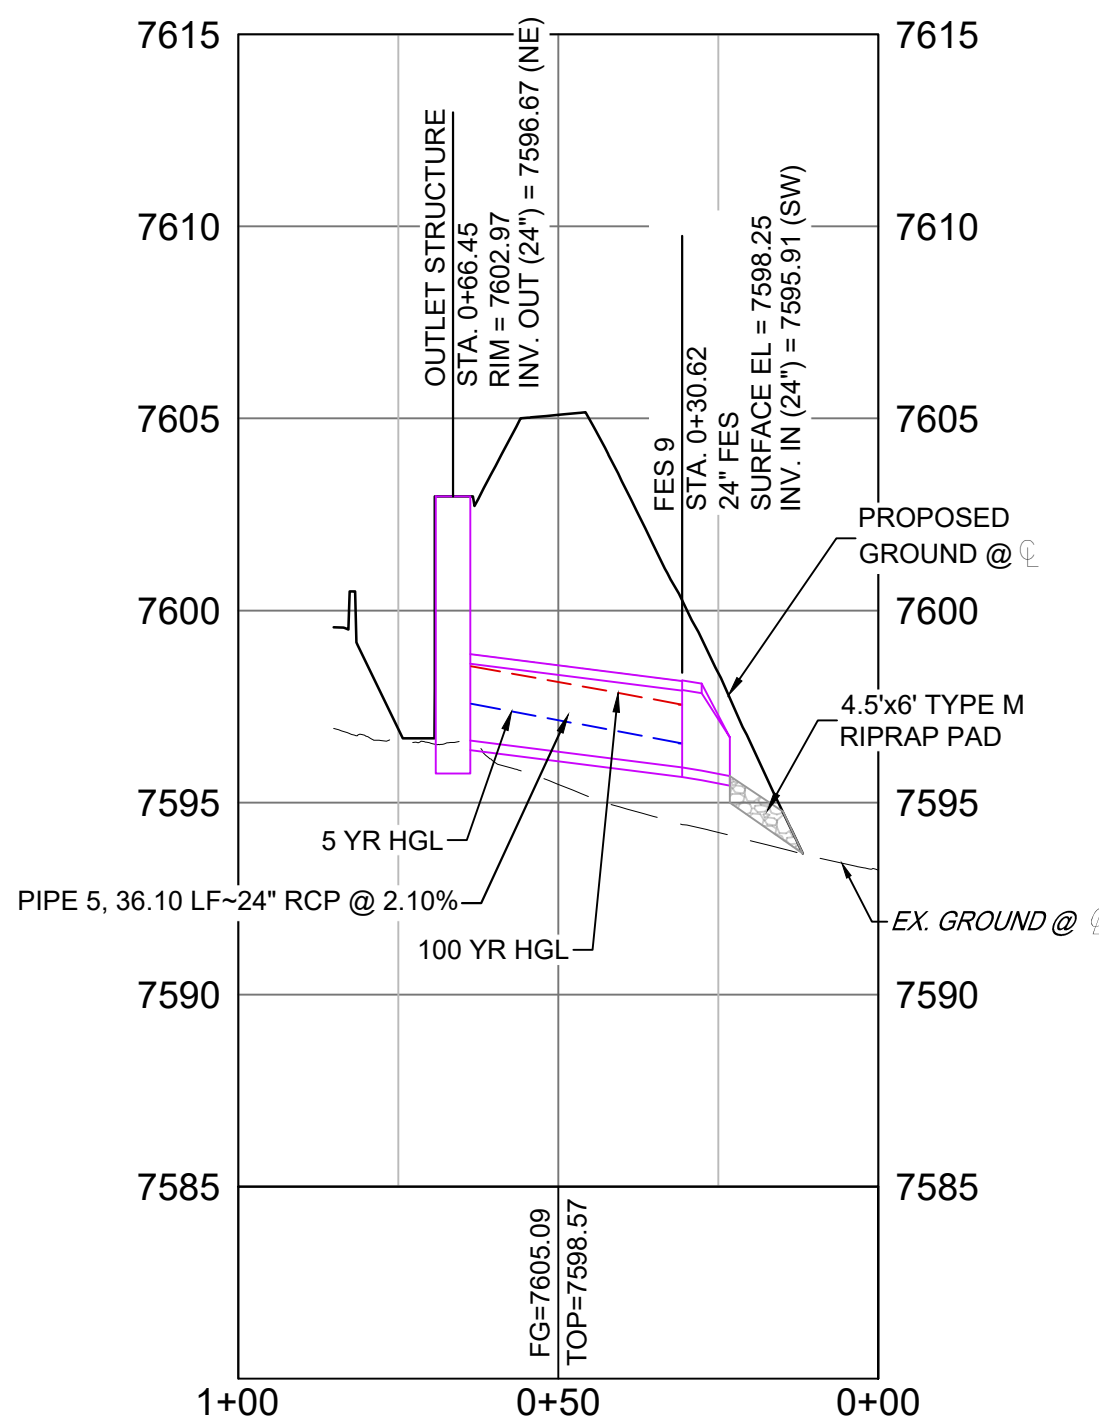 7615
7615
7610
7610
7605
7605
7600
7600
7595
7595
7590
7590
7585
7585
OUTLET STRUCTURE
STA. 0+66.45
RIM = 7602.97
INV. OUT (24") = 7596.67 (NE)
FES 9
STA. 0+30.62
24" FES
SURFACE EL = 7598.25
INV. IN (24") = 7595.91 (SW)
PROPOSED
GROUND @ ℄
4.5'x6' TYPE M
RIPRAP PAD
5 YR HGL
PIPE 5, 36.10 LF~24" RCP @ 2.10%
100 YR HGL
EX. GROUND @ ℄
FG=7605.09
TOP=7598.57
1+00
0+50
0+00